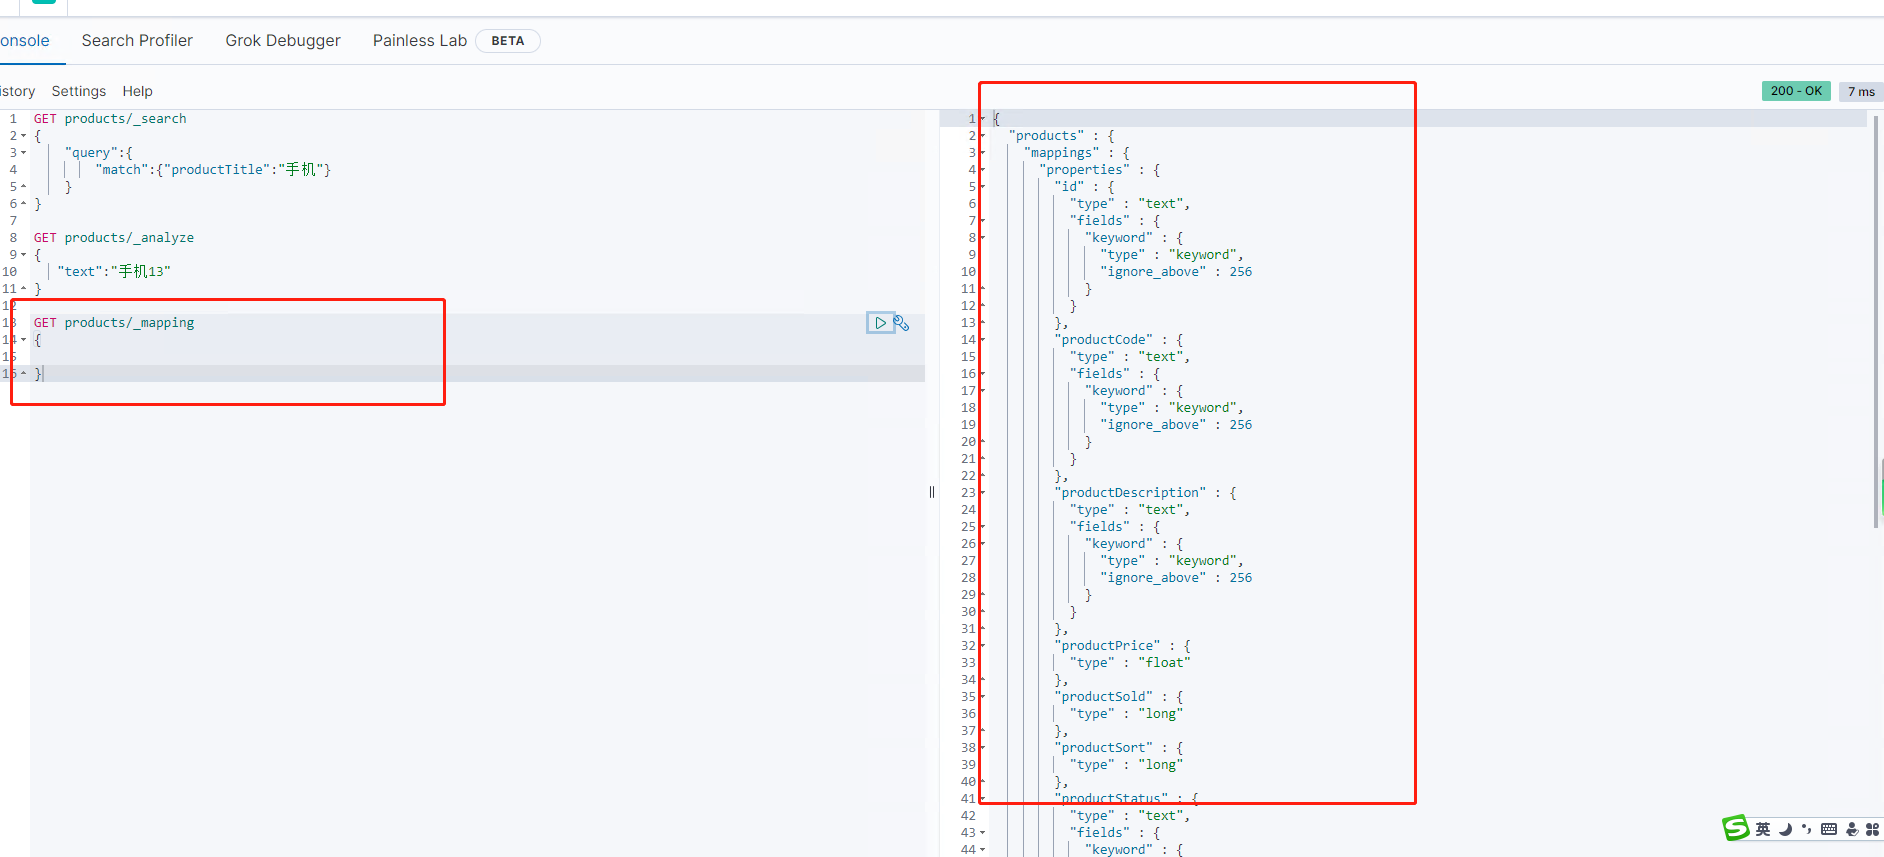 onsole Search Profiler Grok Debugger Painless Lab BETA
istory Settings Help
200 - OK 7 ms
1 GET products/_search
2 {
3 "query":{
4 "match":{"productTitle":"手机"}
5 }
6 }
7
8 GET products/_analyze
9 {
10 "text":"手机13"
11 }
12
13 GET products/_mapping
14 {
15
16 }
1 {
2 "products" : {
3 "mappings" : {
4 "properties" : {
5 "id" : {
6 "type" : "text",
7 "fields" : {
8 "keyword" : {
9 "type" : "keyword",
10 "ignore_above" : 256
11 }
12 }
13 },
14 "productCode" : {
15 "type" : "text",
16 "fields" : {
17 "keyword" : {
18 "type" : "keyword",
19 "ignore_above" : 256
20 }
21 }
22 },
23 "productDescription" : {
24 "type" : "text",
25 "fields" : {
26 "keyword" : {
27 "type" : "keyword",
28 "ignore_above" : 256
29 }
30 }
31 },
32 "productPrice" : {
33 "type" : "float"
34 },
35 "productSold" : {
36 "type" : "long"
37 },
38 "productSort" : {
39 "type" : "long"
40 },
41 "productStatus" : {
42 "type" : "text",
43 "fields" : {
44 "keyword" : {
英